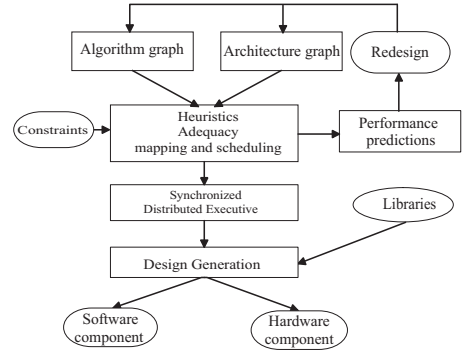 Algorithm graph
Architecture graph
Redesign
Constraints
Heuristics
Adequacy
mapping and scheduling
Performance
predictions
Synchronized
Distributed Executive
Libraries
Design Generation
Software
component
Hardware
component